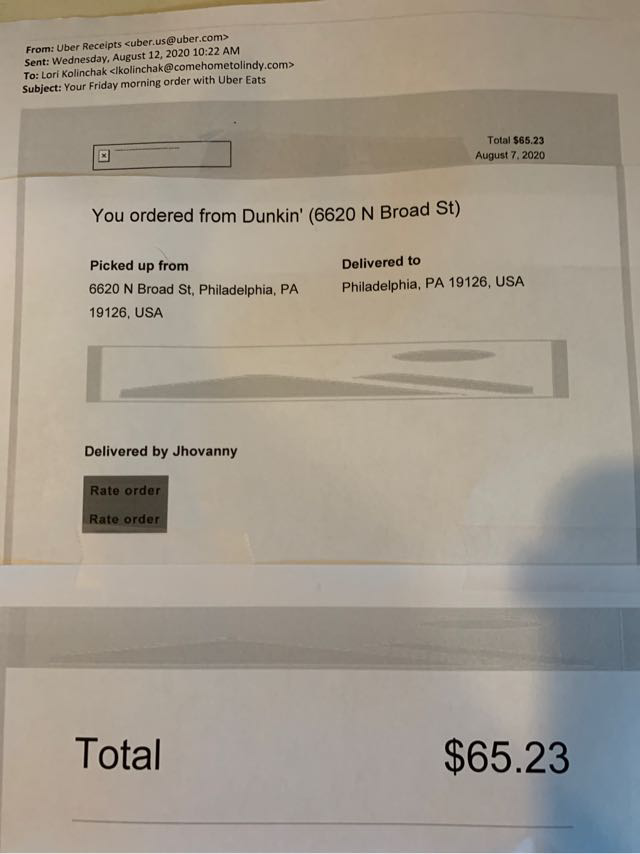 From: Uber Receipts <uber.us@uber.com>
Sent: Wednesday, August 12, 2020 10:22 AM
To: Lori Kolinchak <lkolinchak@comehometolindy.com>
Subject: Your Friday morning order with Uber Eats
Total $65.23
August 7, 2020
You ordered from Dunkin' (6620 N Broad St)
Picked up from
6620 N Broad St, Philadelphia, PA
19126, USA
Delivered to
Philadelphia, PA 19126, USA
Delivered by Jhovanny
Rate order
Rate order
Total $65.23